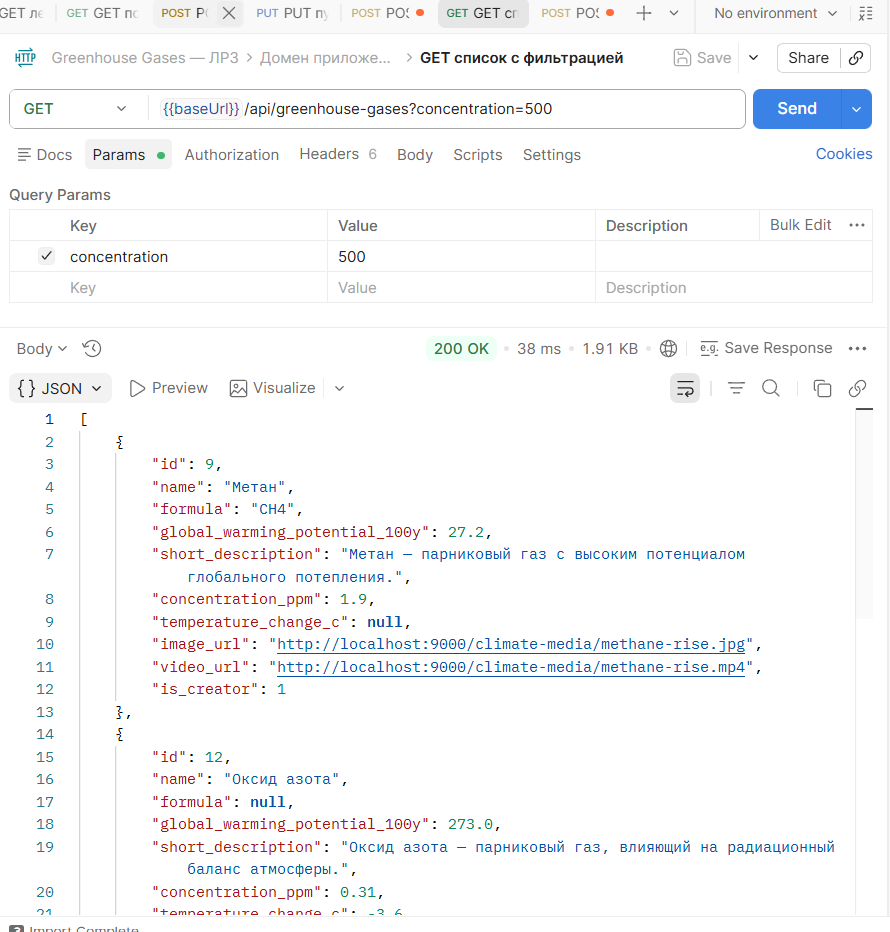 GET ле GET GET по POST P( PUT PUT пу POST POS GET GET сп POST POS No environment
HTTP Greenhouse Gases — ЛР3 > Домен приложе... > GET список с фильтрацией Save Share
GET {{baseUrl}} /api/greenhouse-gases?concentration=500 Send
Docs Params Authorization Headers 6 Body Scripts Settings Cookies
Query Params
Key Value Description Bulk Edit
concentration 500
Key Value Description
Body 200 OK 38 ms 1.91 KB e.g. Save Response
{ } JSON Preview Visualize
1 [
2 {
3 "id": 9,
4 "name": "Метан",
5 "formula": "CH4",
6 "global_warming_potential_100y": 27.2,
7 "short_description": "Метан — парниковый газ с высоким потенциалом
глобального потепления.",
8 "concentration_ppm": 1.9,
9 "temperature_change_c": null,
10 "image_url": "http://localhost:9000/climate-media/methane-rise.jpg",
11 "video_url": "http://localhost:9000/climate-media/methane-rise.mp4",
12 "is_creator": 1
13 },
14 {
15 "id": 12,
16 "name": "Оксид азота",
17 "formula": null,
18 "global_warming_potential_100y": 273.0,
19 "short_description": "Оксид азота — парниковый газ, влияющий на радиационный
баланс атмосферы.",
20 "concentration_ppm": 0.31,
21 "temperature_change_c": -3.6
Import Complete